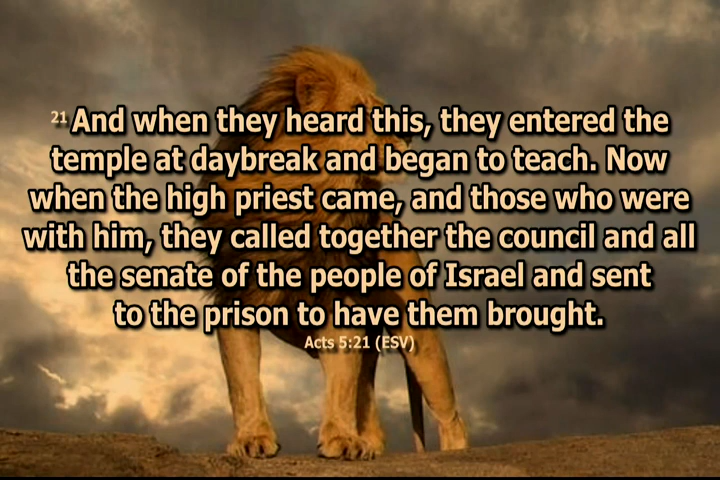 21 And when they heard this, they entered the
temple at daybreak and began to teach. Now
when the high priest came, and those who were
with him, they called together the council and all
the senate of the people of Israel and sent
to the prison to have them brought.
Acts 5:21 (ESV)